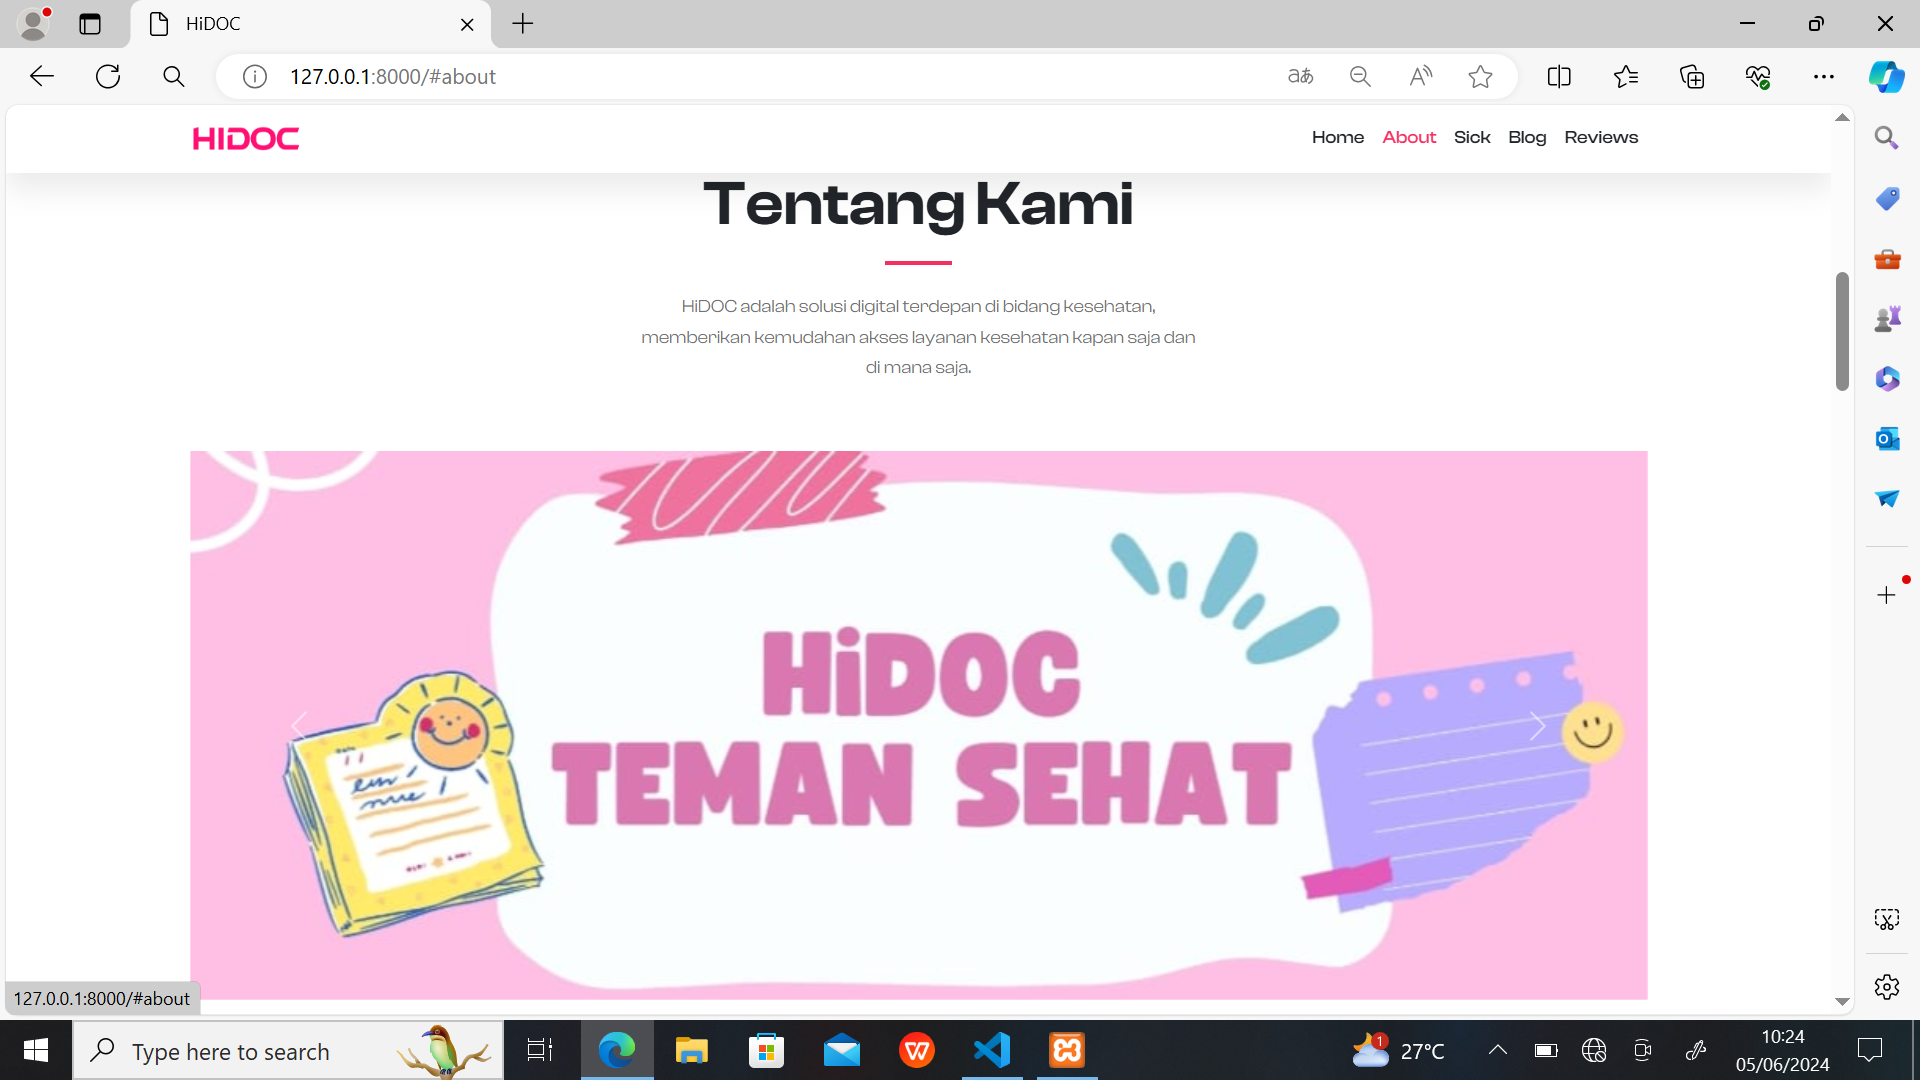 HiDOC
127.0.0.1:8000/#about
HIDOC
Home About Sick Blog Reviews
Tentang Kami
HiDOC adalah solusi digital terdepan di bidang kesehatan,
memberikan kemudahan akses layanan kesehatan kapan saja dan
di mana saja.
HiDOC
TEMAN SEHAT
127.0.0.1:8000/#about
Type here to search
1
27°C
10:24
05/06/2024